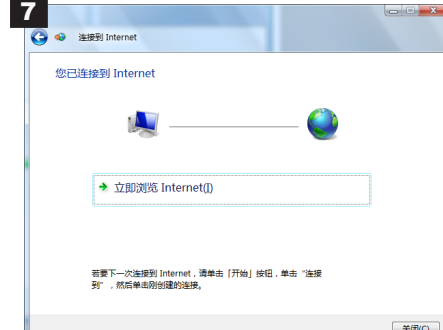 7
连接到 Internet
您已连接到 Internet
立即浏览 Internet(I)
若要下一次连接到 Internet，请单击「开始」按钮，单击“连接
到”，然后单击刚创建的连接。
关闭(C)